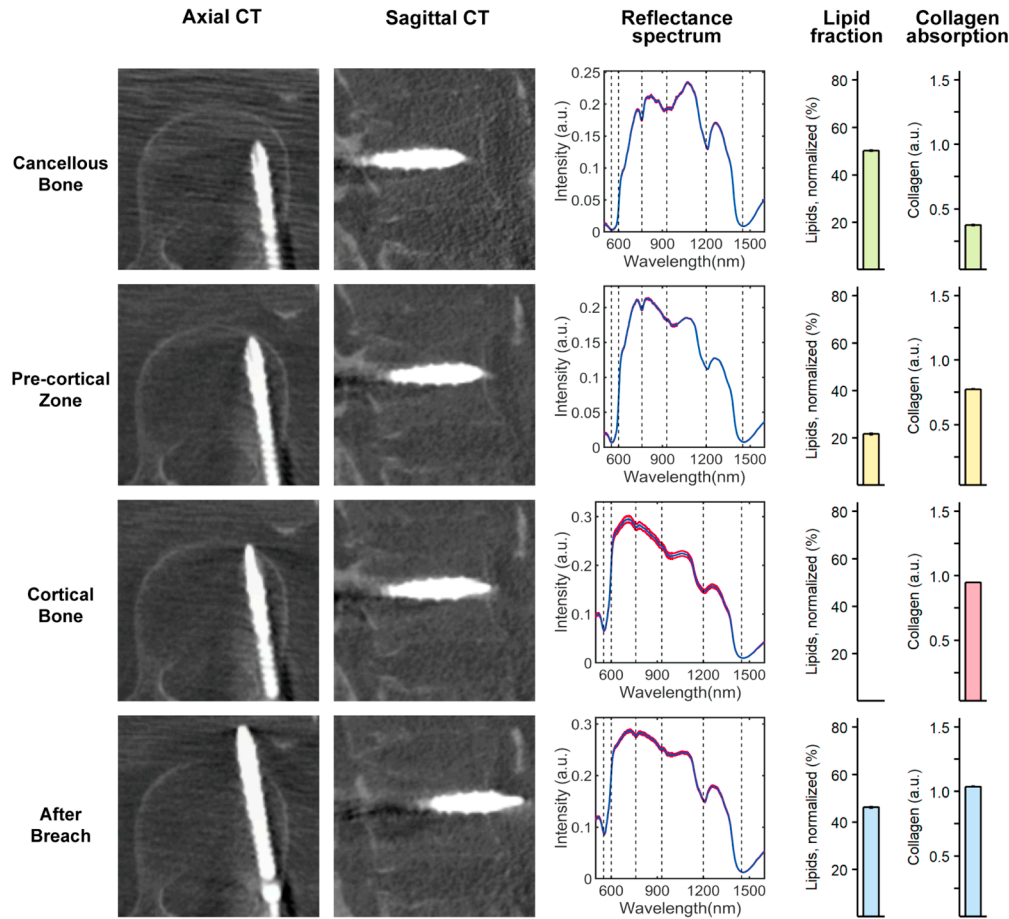 Axial CT
Sagittal CT
Reflectance
spectrum
Lipid
fraction
Collagen
absorption
Cancellous
Bone
Intensity (a.u.)
0.25
0.2
0.15
0.1
0.05
0
600 900 1200 1500
Wavelength(nm)
Lipids, normalized (%)
80
60
40
20
Collagen (a.u.)
1.5
1.0
0.5
Pre-cortical
Zone
Intensity (a.u.)
0.2
0.15
0.1
0.05
0
600 900 1200 1500
Wavelength(nm)
Lipids, normalized (%)
80
60
40
20
Collagen (a.u.)
1.5
1.0
0.5
Cortical
Bone
Intensity (a.u.)
0.3
0.2
0.1
0
600 900 1200 1500
Wavelength(nm)
Lipids, normalized (%)
80
60
40
20
Collagen (a.u.)
1.5
1.0
0.5
After
Breach
Intensity (a.u.)
0.3
0.2
0.1
0
600 900 1200 1500
Wavelength(nm)
Lipids, normalized (%)
80
60
40
20
Collagen (a.u.)
1.5
1.0
0.5